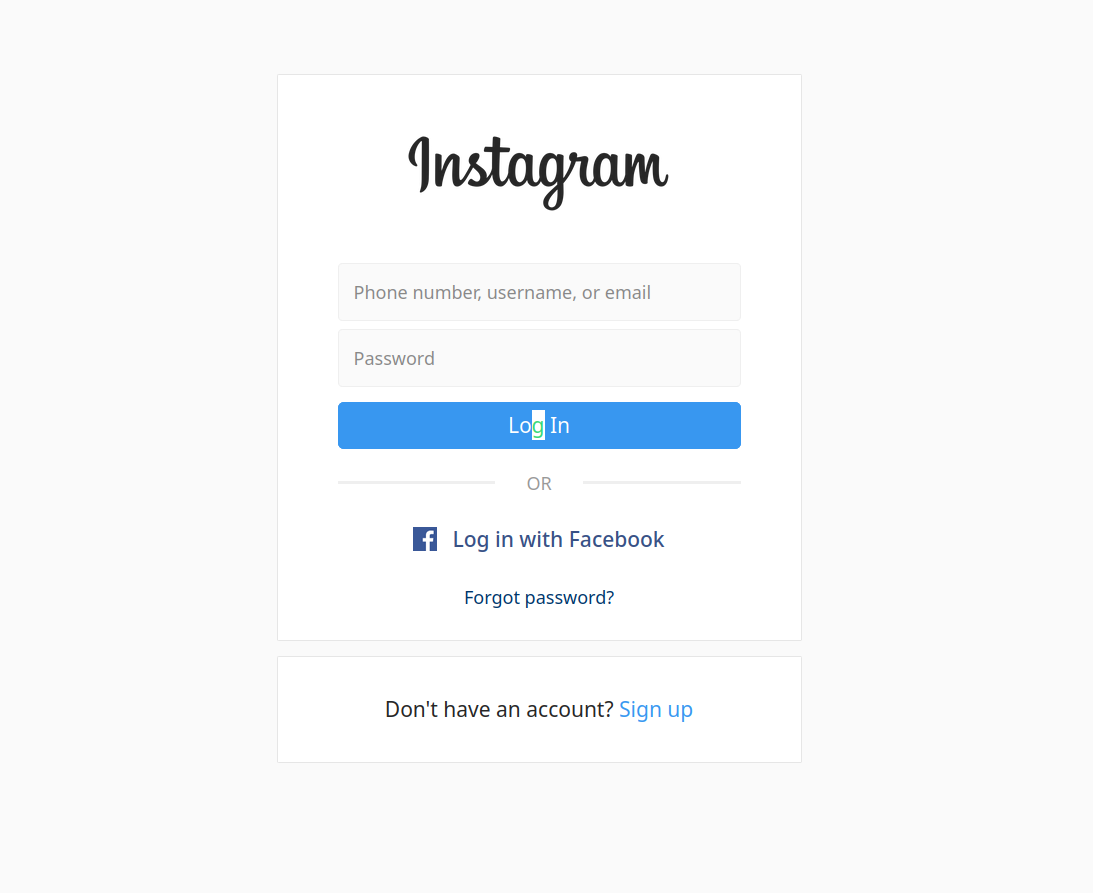 Instagram
Phone number, username, or email
Password
Log In
OR
Log in with Facebook
Forgot password?
Don't have an account? Sign up